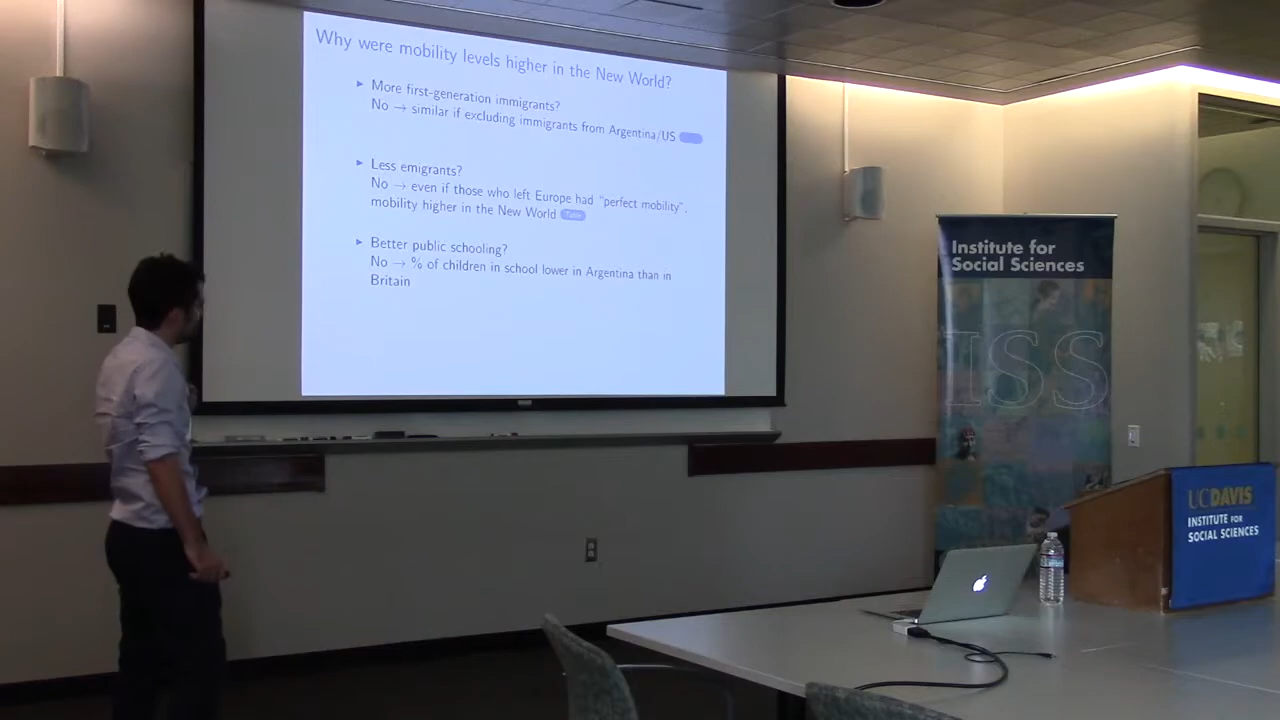 Why were mobility levels higher in the New World?
More first-generation immigrants?
No → similar if excluding immigrants from Argentina/US
Less emigrants?
No → even if those who left Europe had "perfect mobility",
mobility higher in the New World
Better public schooling?
No → % of children in school lower in Argentina than in
Britain
Institute for
Social Sciences
ISS
UCDAVIS
INSTITUTE FOR
SOCIAL SCIENCES